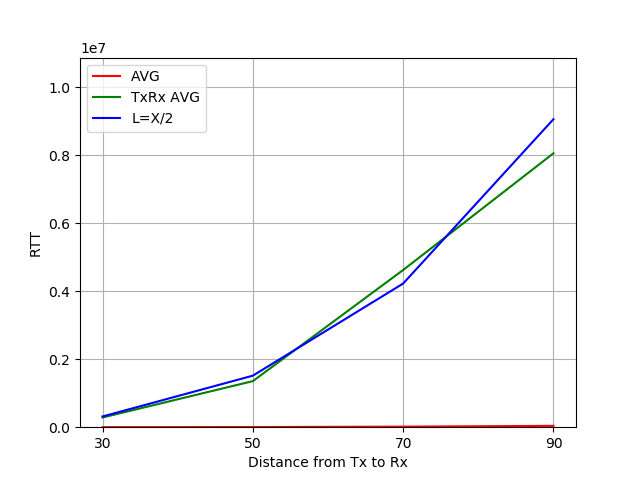 1e7
AVG
TxRx AVG
L=X/2
1.0
0.8
0.6
0.4
0.2
0.0
RTT
30 50 70 90
Distance from Tx to Rx